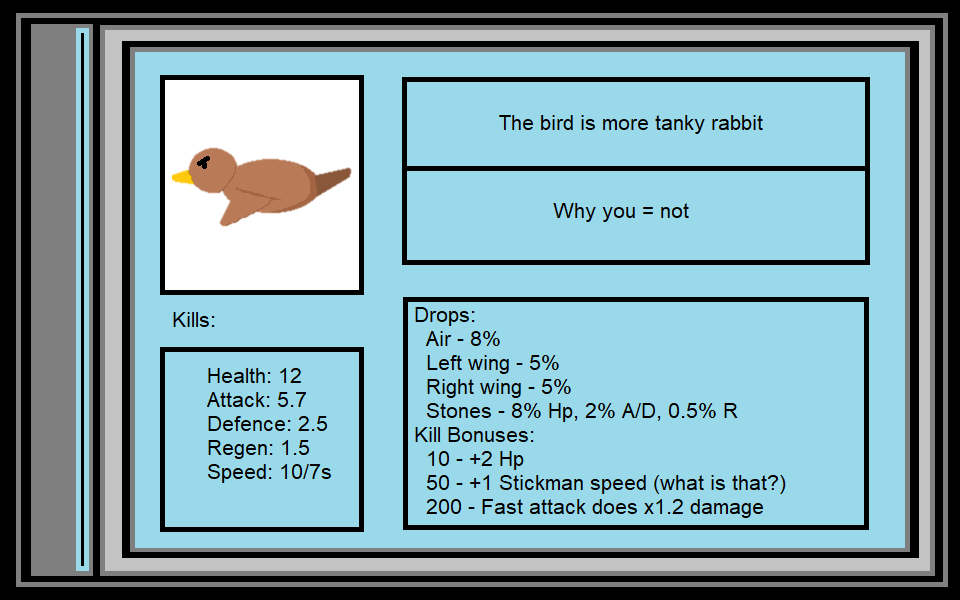 The bird is more tanky rabbit
Why you = not
Kills:
Health: 12
Attack: 5.7
Defence: 2.5
Regen: 1.5
Speed: 10/7s
Drops:
Air - 8%
Left wing - 5%
Right wing - 5%
Stones - 8% Hp, 2% A/D, 0.5% R
Kill Bonuses:
10 - +2 Hp
50 - +1 Stickman speed (what is that?)
200 - Fast attack does x1.2 damage